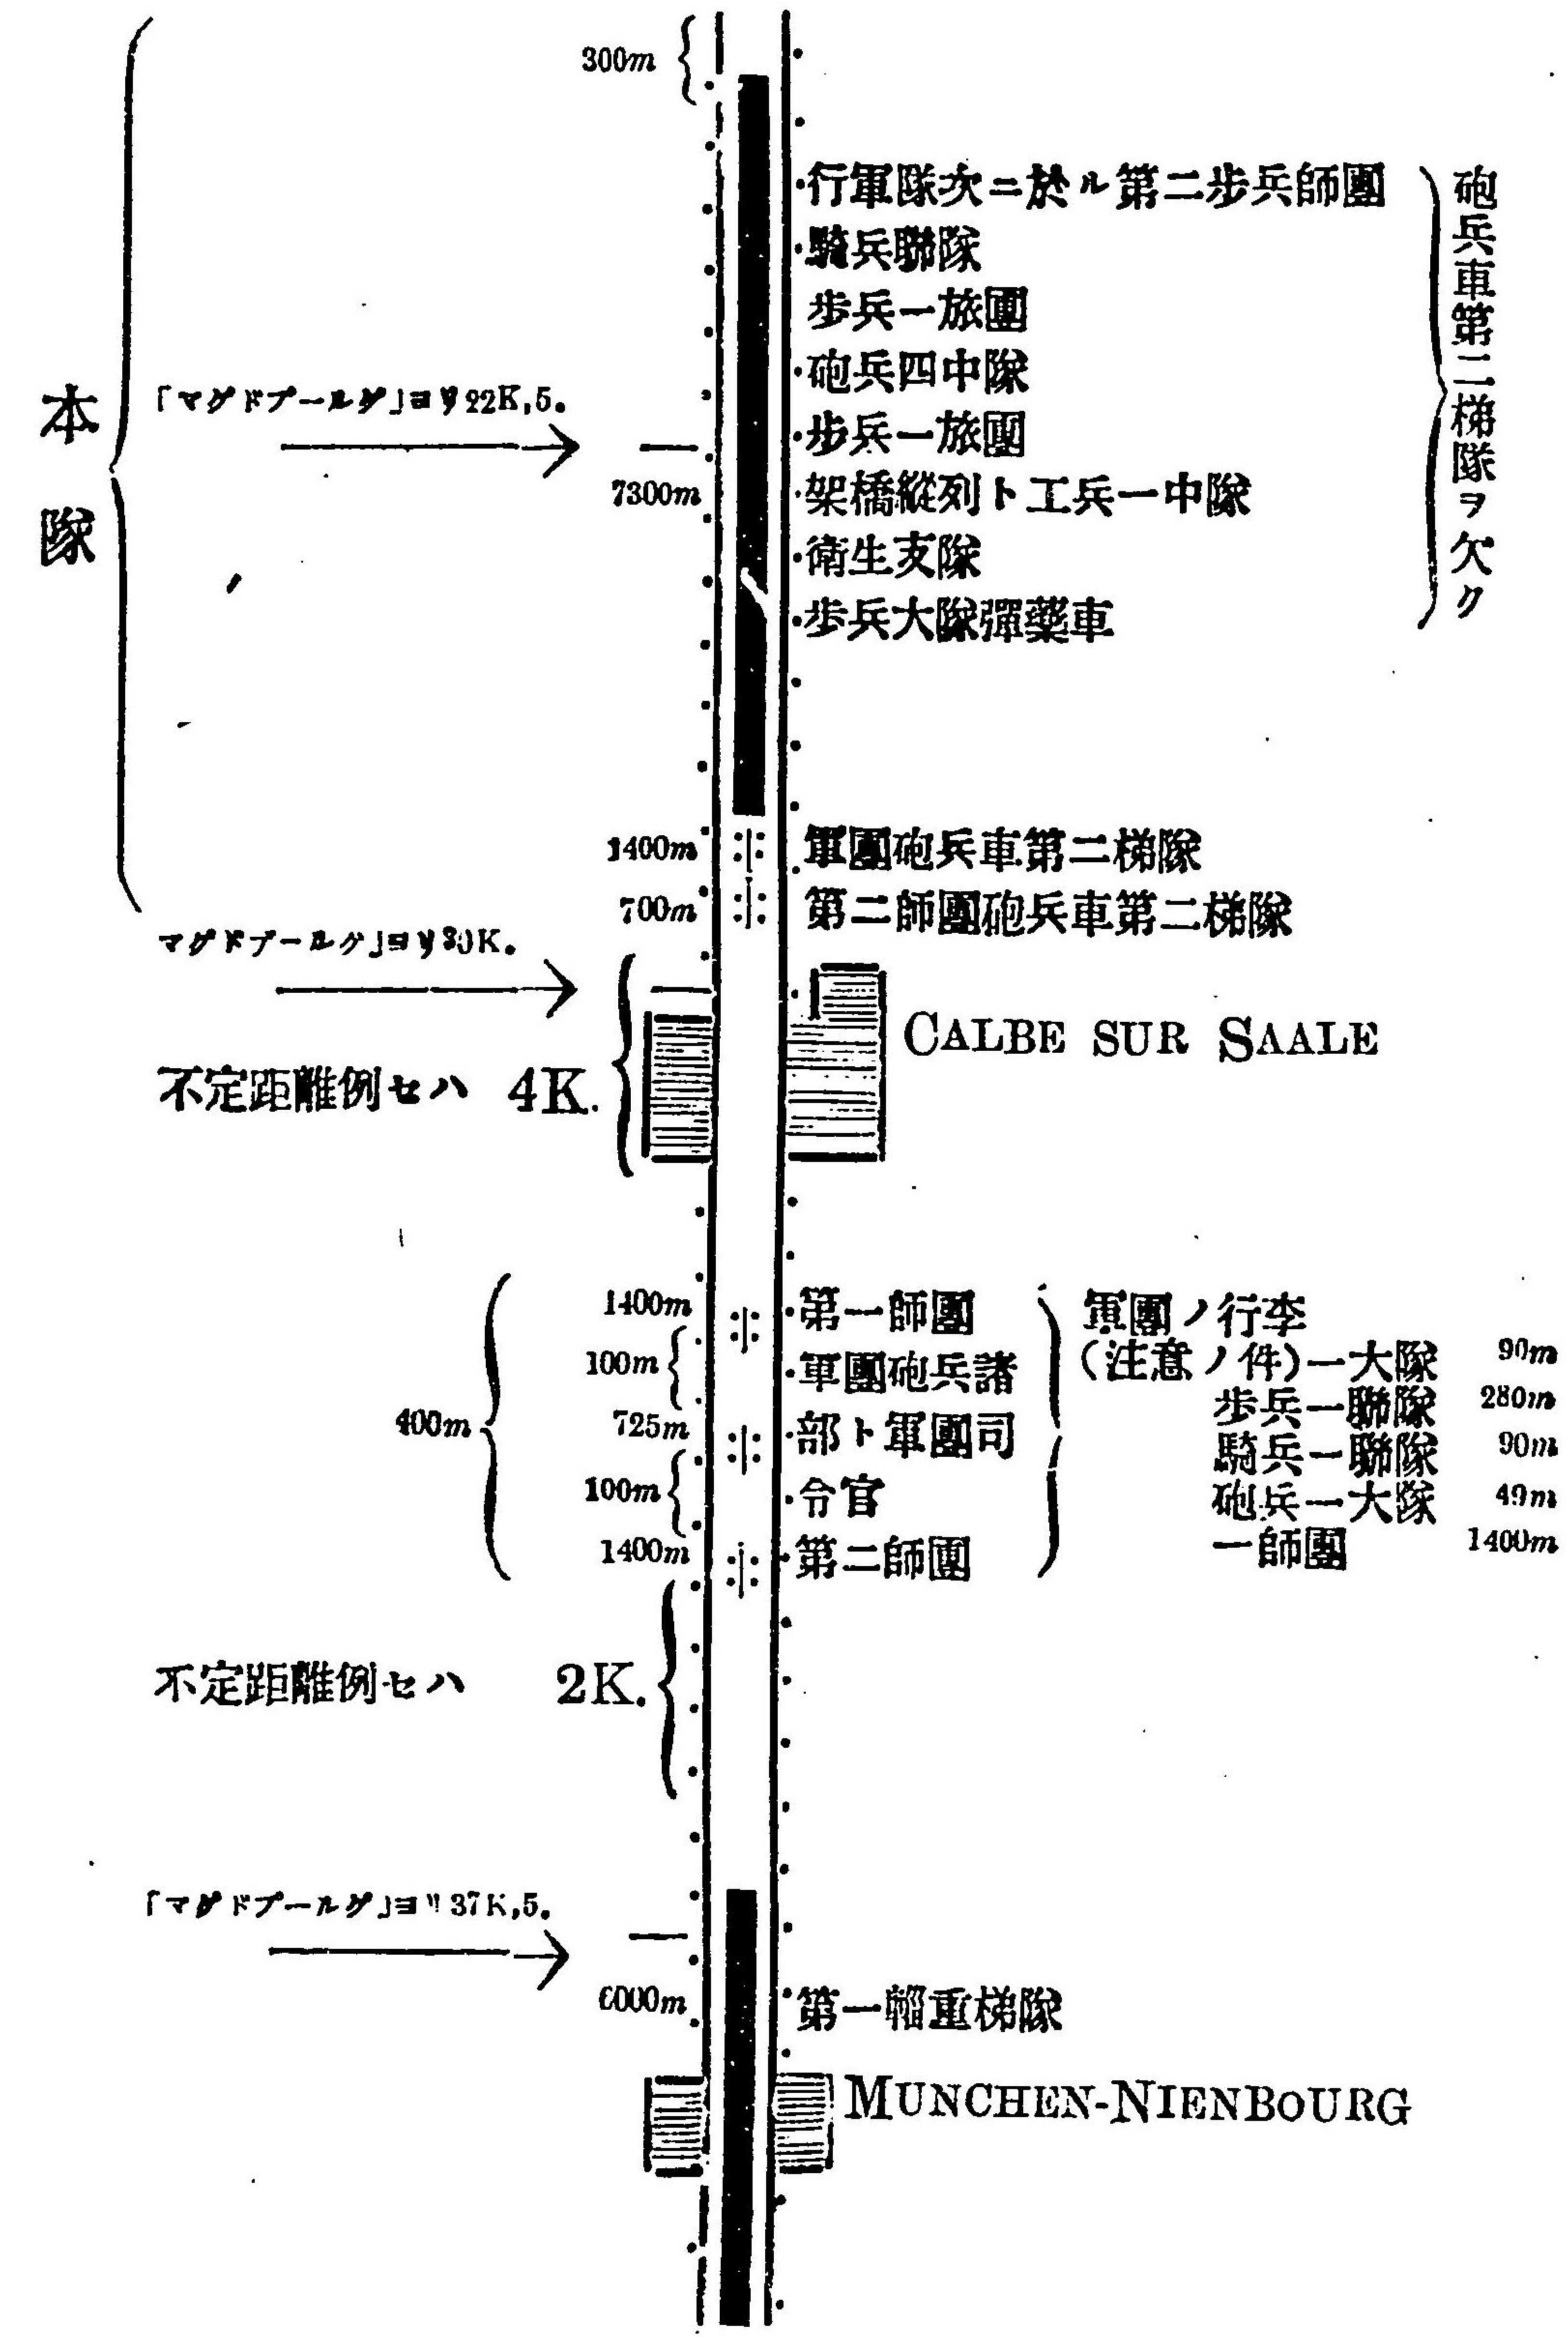 300m
行軍隊次ニ於ル第二步兵師團
騎兵聯隊
步兵一旅團
砲兵四中隊
步兵一旅團
架橋縱列ト工兵一中隊
衛生支隊
步兵大隊彈藥車
砲兵車第二梯隊ヲ欠ク
本隊
「マグドブールグ」ヨリ22K,5.
7300m
1400m
軍團砲兵車第二梯隊
700m
第二師團砲兵車第二梯隊
マグドブールグ」ヨリ30K.
CALBE SUR SAALE
不定距離例セハ 4K.
1400m
第一師團
100m
軍團砲兵諸
400m
725m
部ト軍團司
100m
令官
1400m
第二師團
軍團ノ行李
(注意ノ件)一大隊 90m
步兵一聯隊 280m
騎兵一聯隊 90m
砲兵一大隊 49m
一師團 1400m
不定距離例セハ 2K.
「マグドブールグ」ヨリ37K,5.
6000m
第一輜重梯隊
MUNCHEN-NIENBOURG